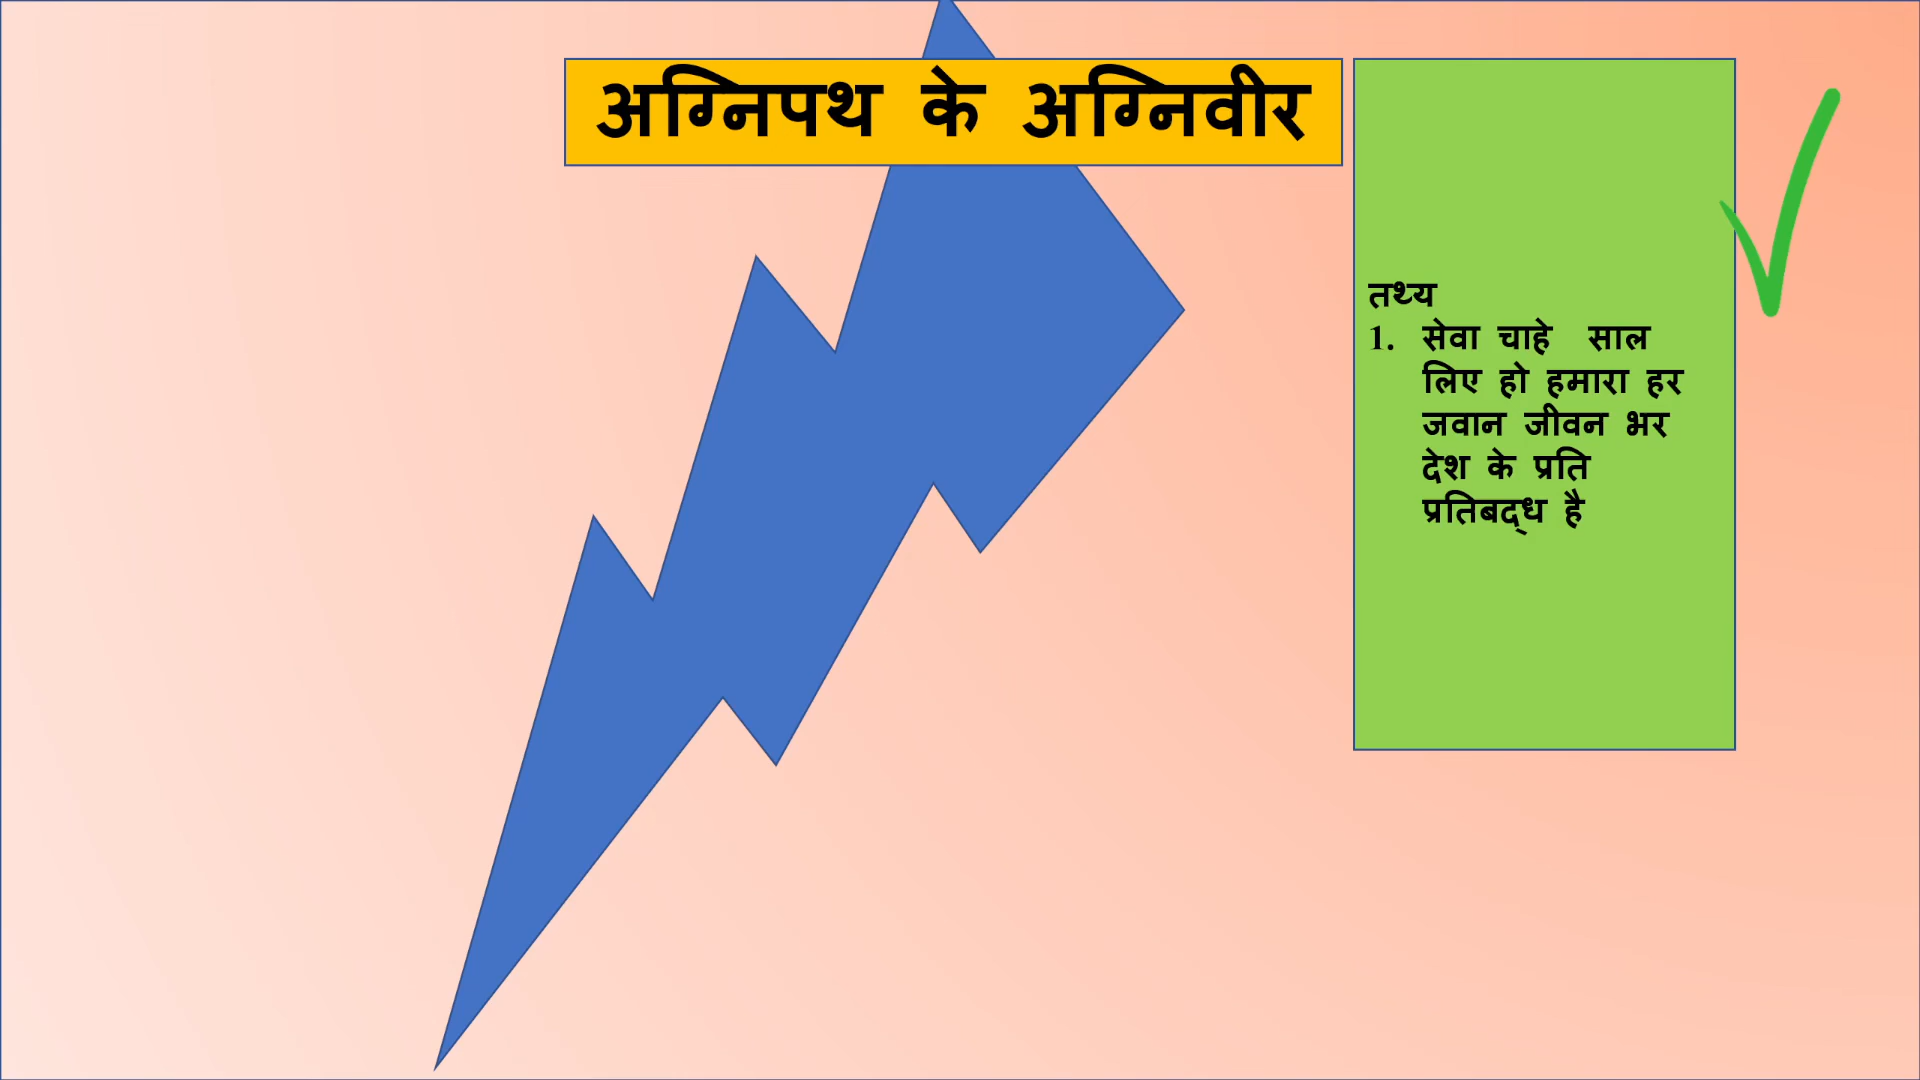 अग्निपथ के अग्निवीर
तथ्य
1. सेवा चाहे साल
लिए हो हमारा हर
जवान जीवन भर
देश के प्रति
प्रतिबद्ध है